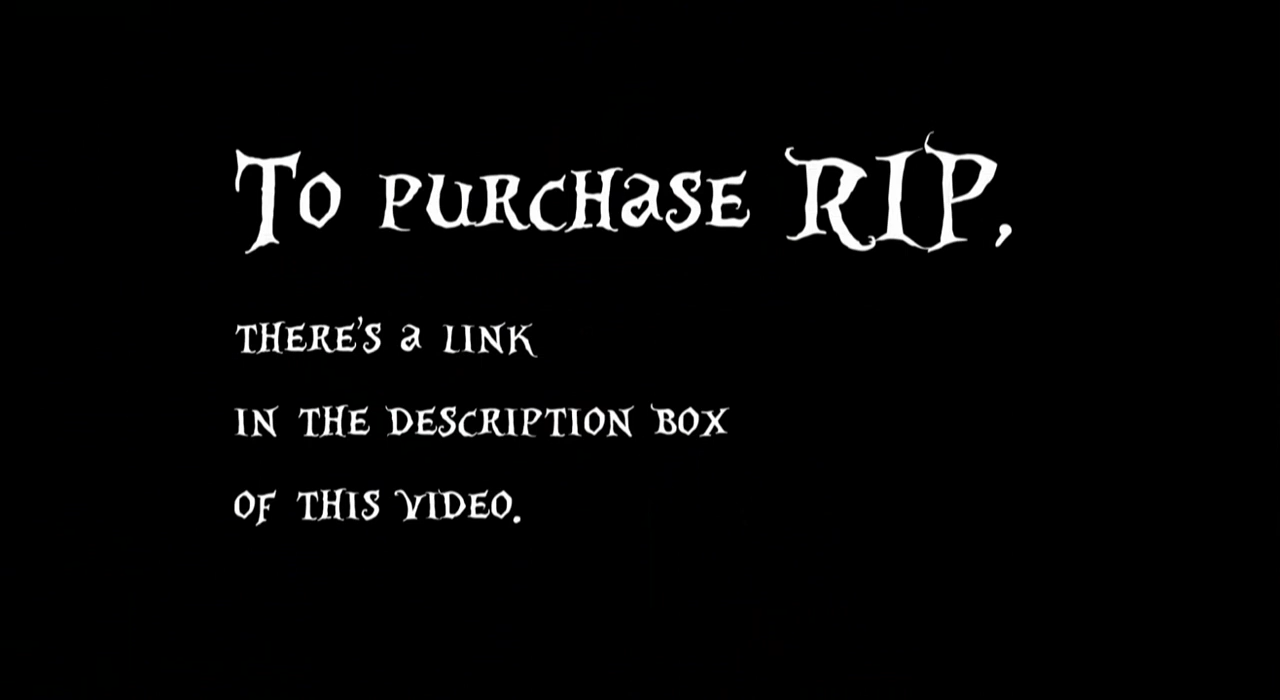 To purchase RIP,
there's a link
in the description box
of this video.